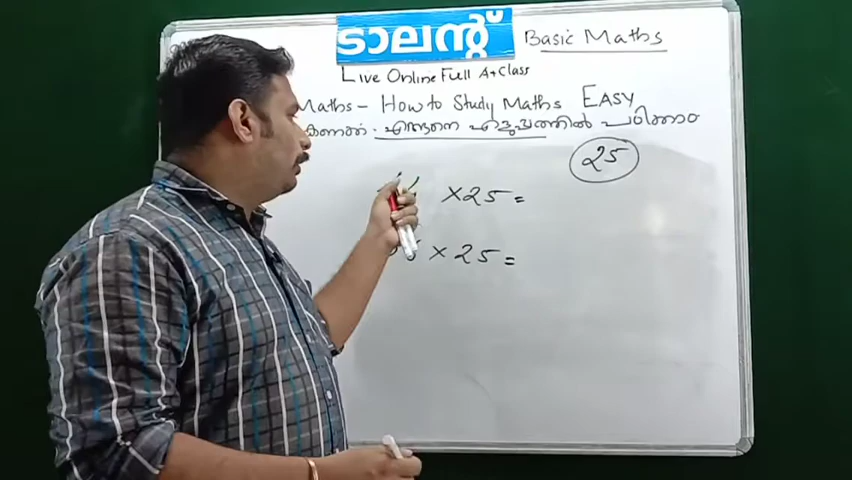 ടാലന്റ്
Basic Maths
Live Online Full A+ Class
Maths - How to Study Maths EASY
കണക്ക് . എങ്ങനെ എളുപ്പത്തിൽ പഠിക്കാം
25
×25=
×25=